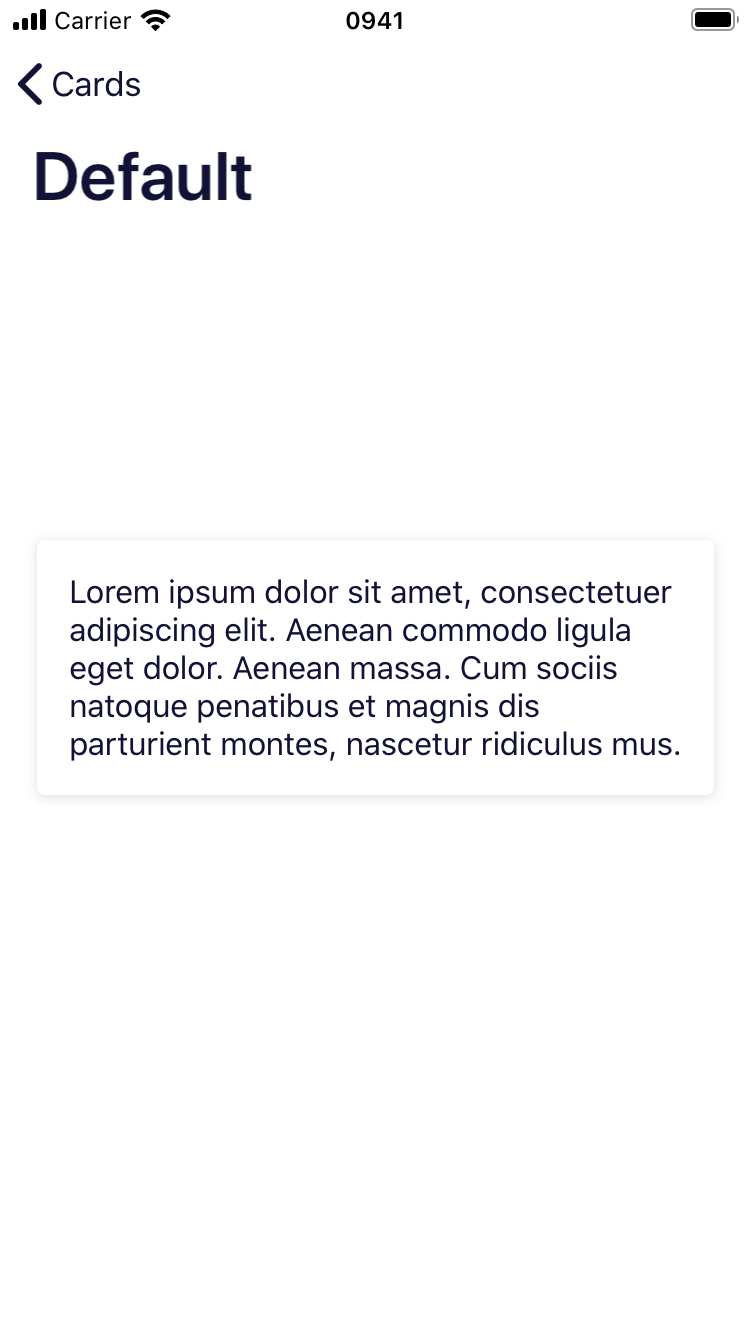 Carrier 0941
Cards
Default
Lorem ipsum dolor sit amet, consectetuer
adipiscing elit. Aenean commodo ligula
eget dolor. Aenean massa. Cum sociis
natoque penatibus et magnis dis
parturient montes, nascetur ridiculus mus.